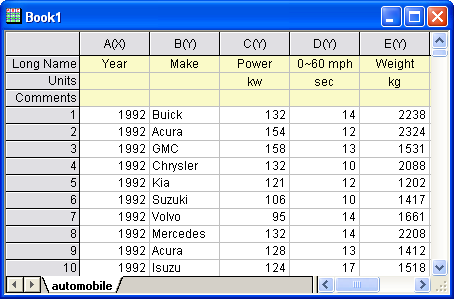 Book1
A(X) B(Y) C(Y) D(Y) E(Y)
Long Name Year Make Power 0~60 mph Weight
Units kw sec kg
Comments
1 1992 Buick 132 14 2238
2 1992 Acura 154 12 2324
3 1992 GMC 158 13 1531
4 1992 Chrysler 132 10 2088
5 1992 Kia 121 12 1202
6 1992 Suzuki 106 10 1417
7 1992 Volvo 95 14 1661
8 1992 Mercedes 132 14 2208
9 1992 Acura 128 13 1412
10 1992 Isuzu 124 17 1518
automobile